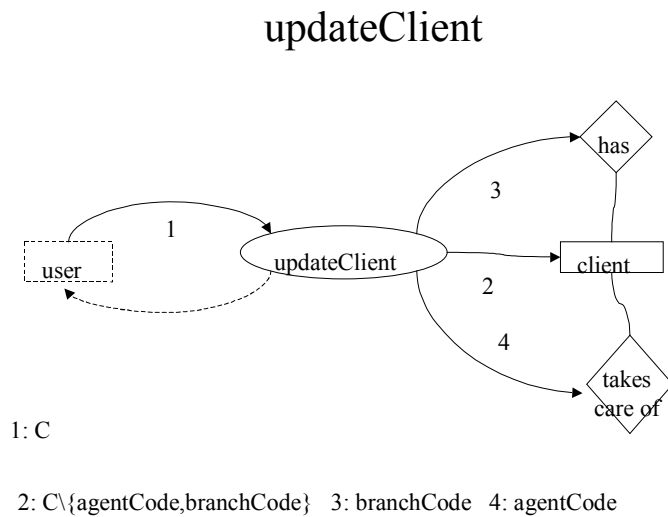 updateClient
has
3
1
user
updateClient
client
2
4
takes
care of
1: C
2: C\{agentCode,branchCode} 3: branchCode 4: agentCode